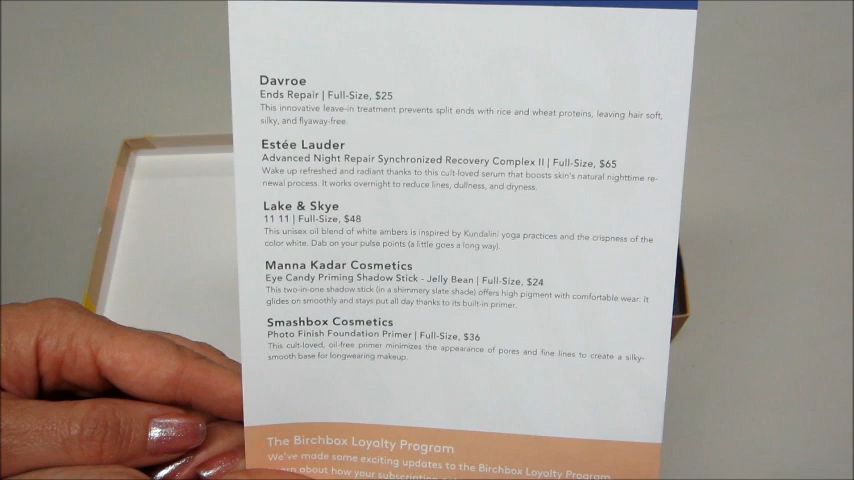 Davroe
Ends Repair | Full-Size, $25
This innovative leave-in treatment prevents split ends with rice and wheat proteins, leaving hair soft,
silky, and flyaway-free.
Estée Lauder
Advanced Night Repair Synchronized Recovery Complex II | Full-Size, $65
Wake up refreshed and radiant thanks to this cult-loved serum that boosts skin's natural nighttime re-
newal process. It works overnight to reduce lines, dullness, and dryness.
Lake & Skye
11 11 | Full-Size, $48
This unisex oil blend of white ambers is inspired by Kundalini yoga practices and the crispness of the
color white. Dab on your pulse points (a little goes a long way).
Manna Kadar Cosmetics
Eye Candy Priming Shadow Stick - Jelly Bean | Full-Size, $24
This two-in-one shadow stick (in a shimmery slate shade) offers high pigment with comfortable wear. It
glides on smoothly and stays put all day thanks to its built-in primer.
Smashbox Cosmetics
Photo Finish Foundation Primer | Full-Size, $36
This cult-loved, oil-free primer minimizes the appearance of pores and fine lines to create a silky-
smooth base for longwearing makeup.
The Birchbox Loyalty Program
We've made some exciting updates to the Birchbox Loyalty Program
about how your subscription